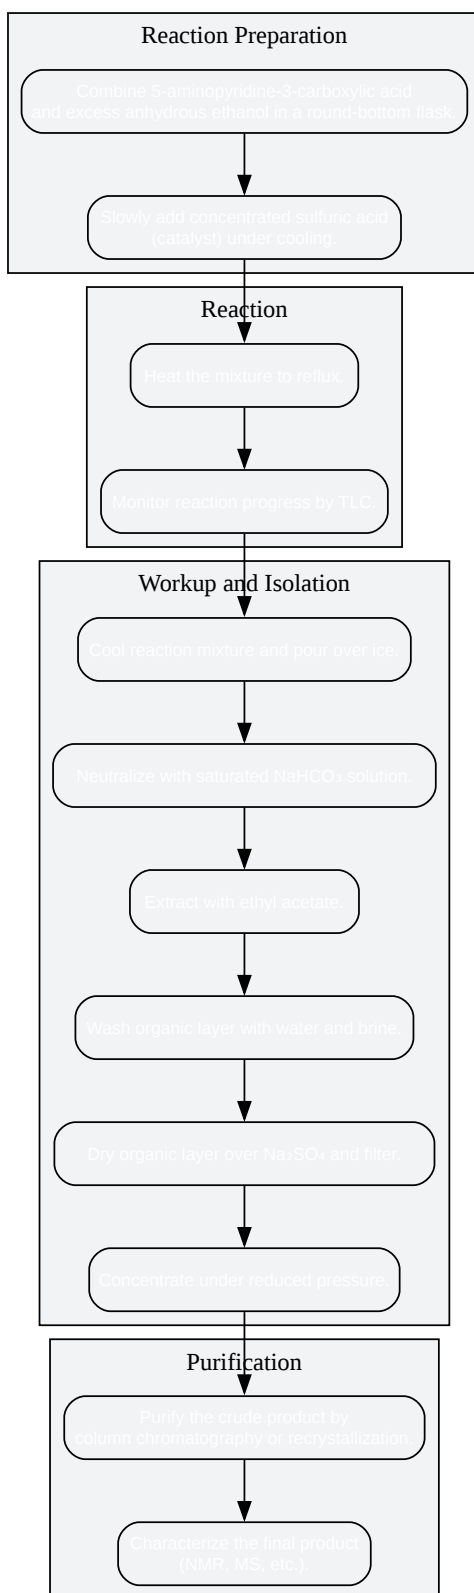 Reaction Preparation
Combine 5-aminopyridine-3-carboxylic acid
and excess anhydrous ethanol in a round-bottom flask.
Slowly add concentrated sulfuric acid
(catalyst) under cooling.
Reaction
Heat the mixture to reflux.
Monitor reaction progress by TLC.
Workup and Isolation
Cool reaction mixture and pour over ice.
Neutralize with saturated NaHCO₃ solution.
Extract with ethyl acetate.
Wash organic layer with water and brine.
Dry organic layer over Na₂SO₄ and filter.
Concentrate under reduced pressure.
Purification
Purify the crude product by
column chromatography or recrystallization.
Characterize the final product
(NMR, MS, etc.).